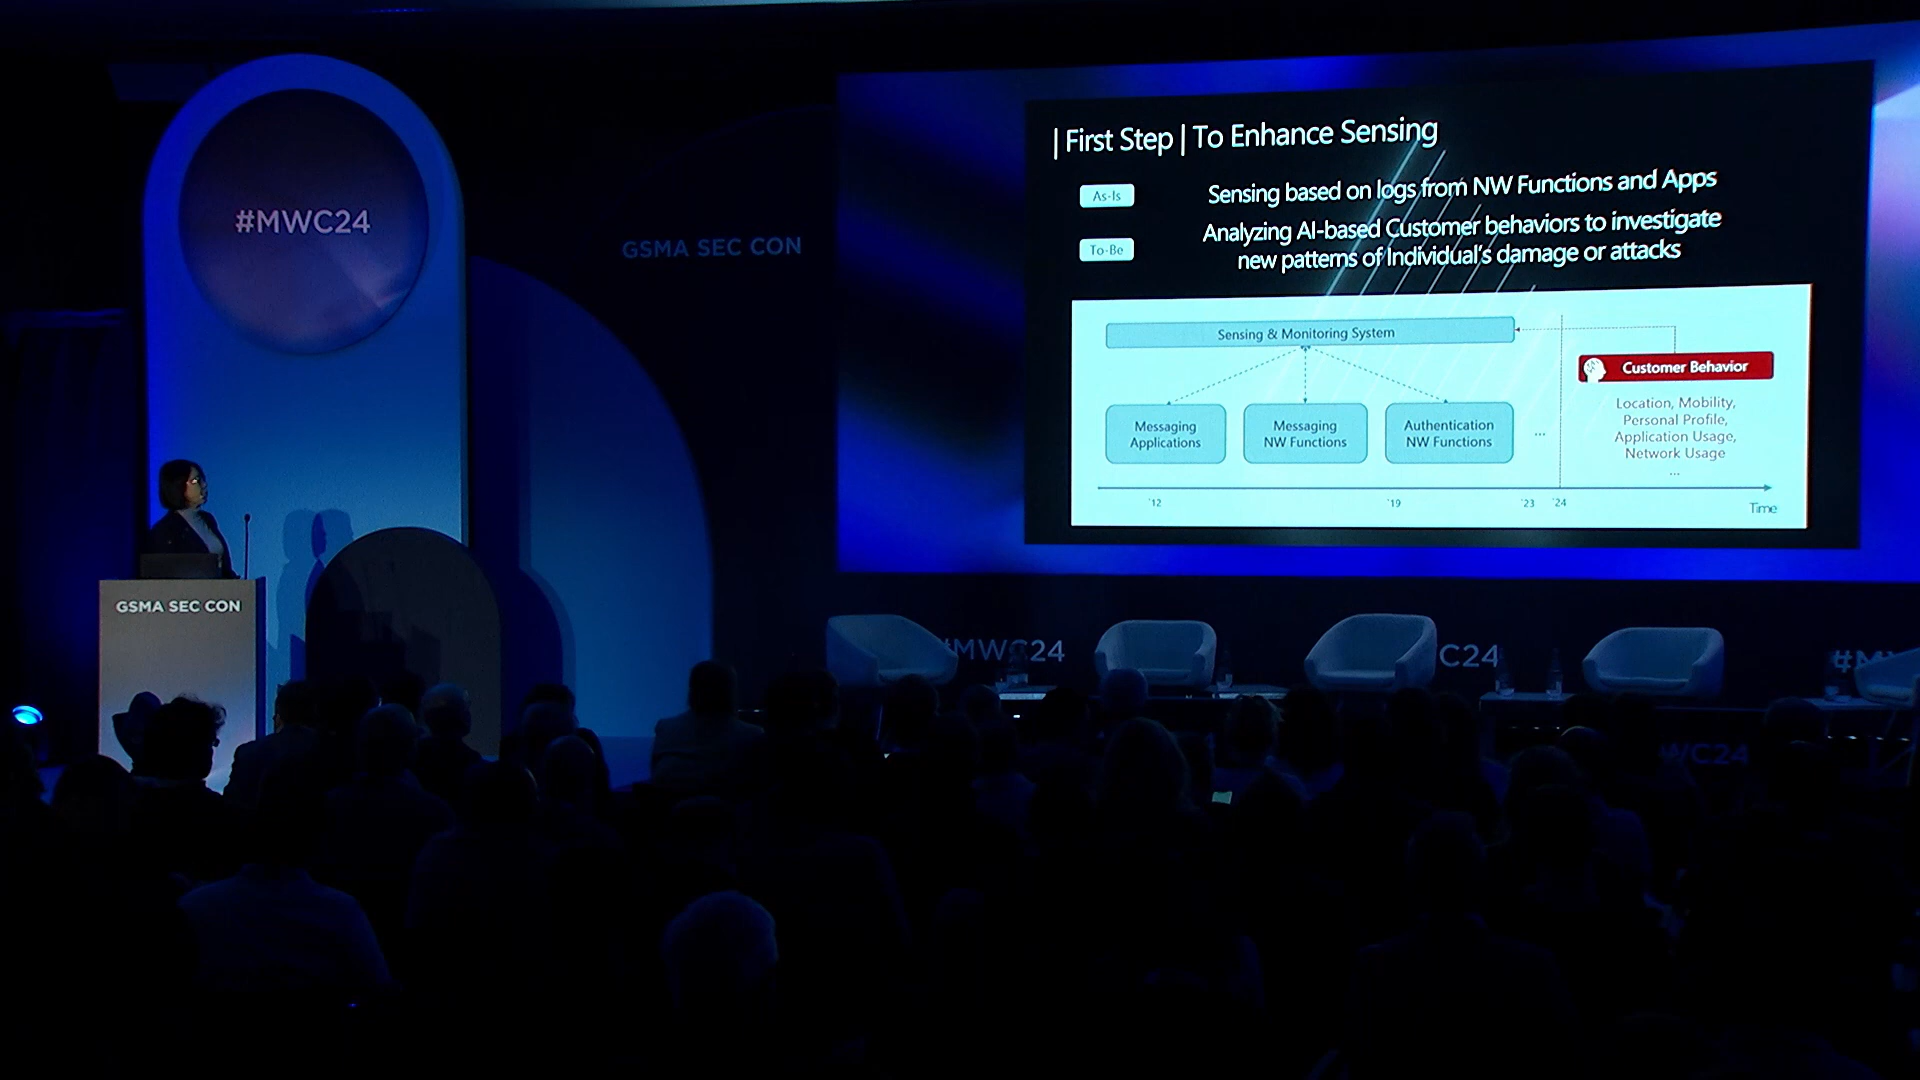 #MWC24
GSMA SEC CON
GSMA SEC CON
| First Step | To Enhance Sensing
As-Is
Sensing based on logs from NW Functions and Apps
To-Be
Analyzing AI-based Customer behaviors to investigate
new patterns of Individual's damage or attacks
Sensing & Monitoring System
Customer Behavior
Messaging
Applications
Messaging
NW Functions
Authentication
NW Functions
...
Location, Mobility,
Personal Profile,
Application Usage,
Network Usage
...
'12
'19
'23
'24
Time
#MWC24
C24
#M
WC24